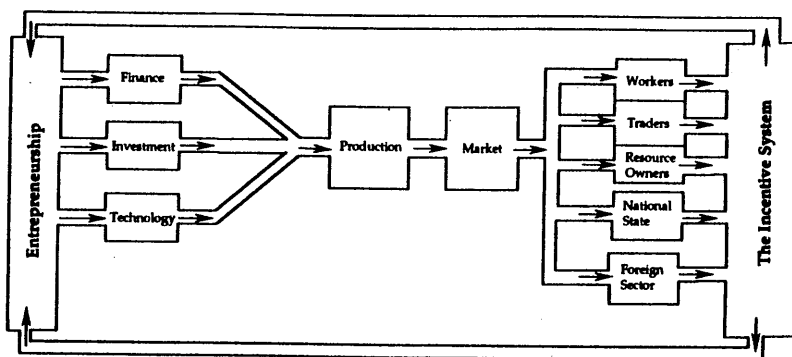 Entrepreneurship
Finance
Investment
Technology
Production
Market
Workers
Traders
Resource
Owners
National
State
Foreign
Sector
The Incentive System